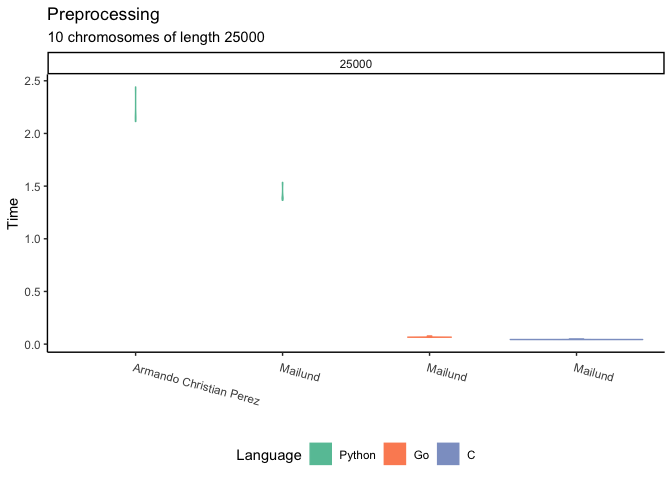 Preprocessing
10 chromosomes of length 25000
25000
2.5
2.0
1.5
1.0
0.5
0.0
Time
Armando Christian Perez
Mailund
Mailund
Mailund
Language Python Go C